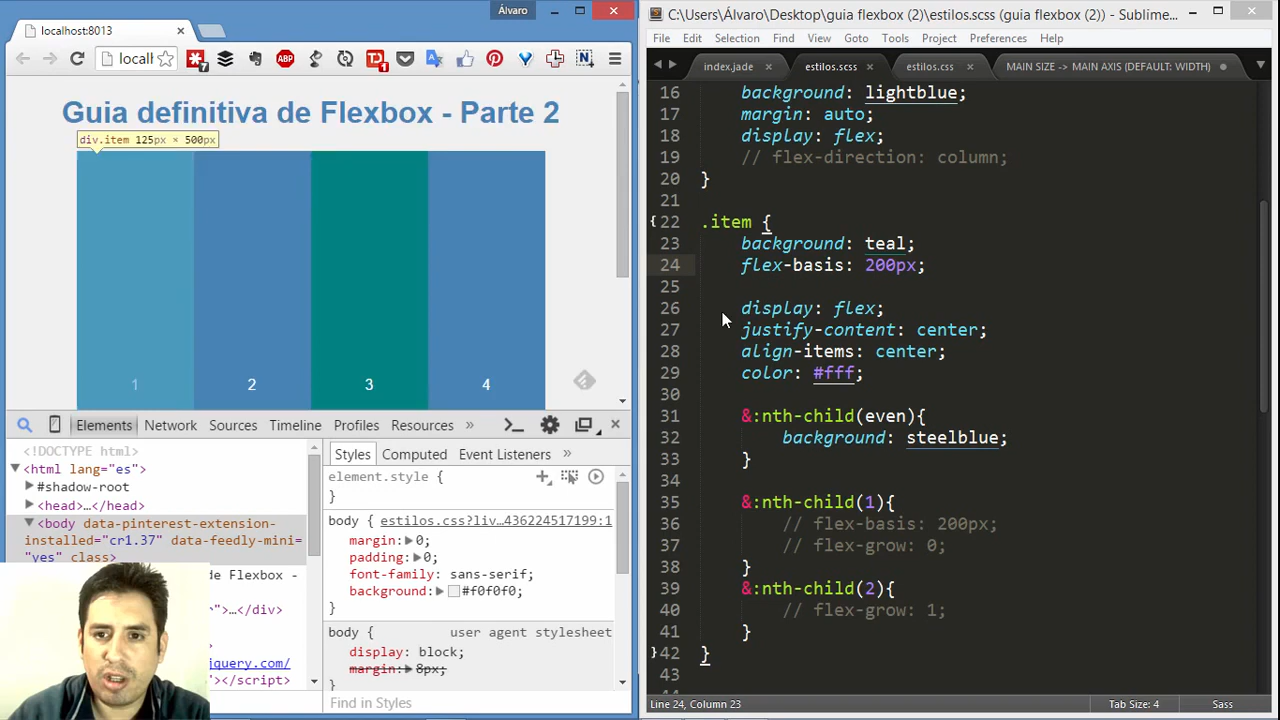 Álvaro
localhost:8013
locall
7
ABP
TD
1
N
Guia definitiva de Flexbox - Parte 2
div.item 125px × 500px
1
2
3
4
Elements
Network
Sources
Timeline
Profiles
Resources
»
<!DOCTYPE html>
<html lang="es">
#shadow-root
<head>…</head>
<body data-pinterest-extension-
installed="cr1.37" data-feedly-mini=
"yes" class>
de Flexbox -
">…</div>
jquery.com/
"></script>
Styles
Computed
Event Listeners
»
element.style {
}
body {
estilos.css?liv…436224517199:1
margin: 0;
padding: 0;
font-family: sans-serif;
background: #f0f0f0;
}
body {
user agent stylesheet
display: block;
margin: 8px;
}
Find in Styles
C:\Users\Álvaro\Desktop\guia flexbox (2)\estilos.scss (guia flexbox (2)) - Sublime...
File Edit Selection Find View Goto Tools Project Preferences Help
index.jade
estilos.scss
estilos.css
MAIN SIZE -> MAIN AXIS (DEFAULT: WIDTH)
16 background: lightblue;
17 margin: auto;
18 display: flex;
19 // flex-direction: column;
20 }
21
22 .item {
23 background: teal;
24 flex-basis: 200px;
25
26 display: flex;
27 justify-content: center;
28 align-items: center;
29 color: #fff;
30
31 &:nth-child(even){
32 background: steelblue;
33 }
34
35 &:nth-child(1){
36 // flex-basis: 200px;
37 // flex-grow: 0;
38 }
39 &:nth-child(2){
40 // flex-grow: 1;
41 }
42 }
43
Line 24, Column 23
Tab Size: 4
Sass